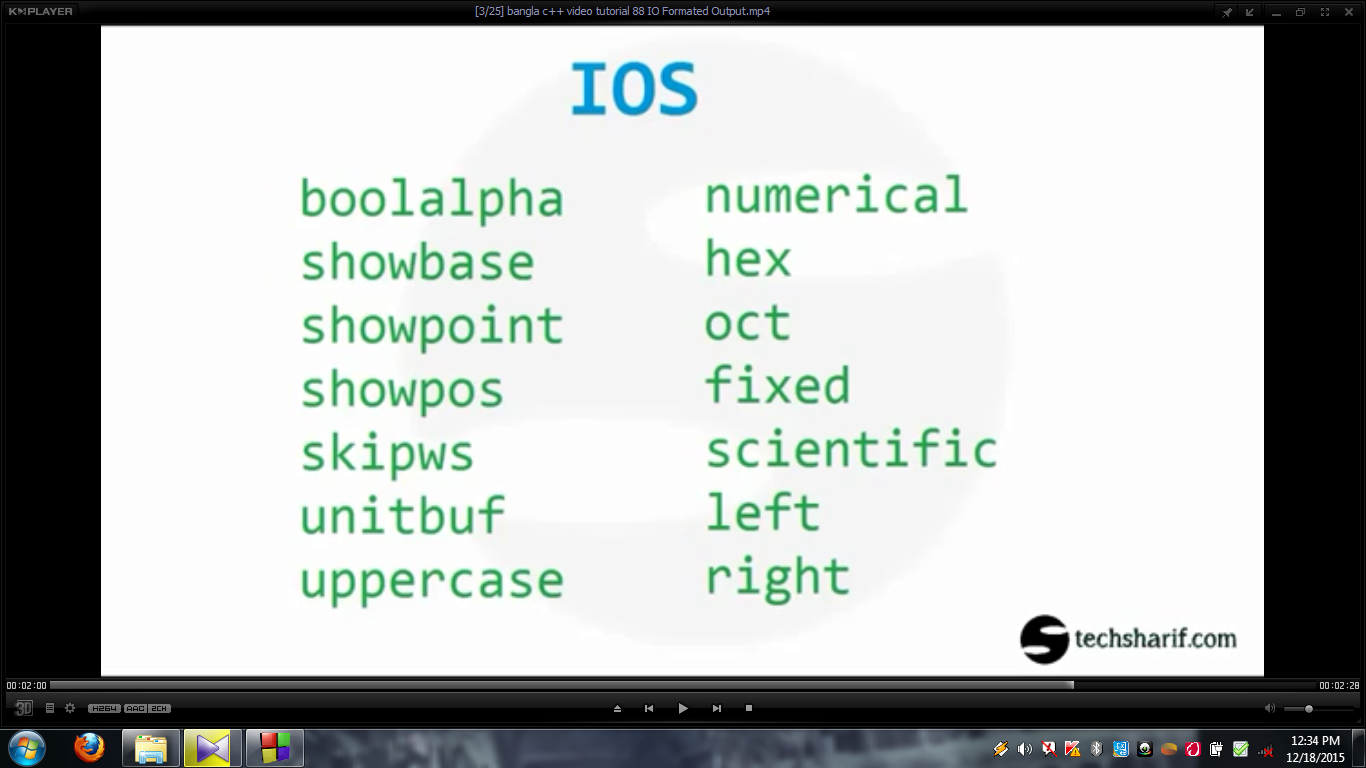 KMPLAYER
[3/25] bangla c++ video tutorial 88 IO Formated Output.mp4
IOS
boolalpha
showbase
showpoint
showpos
skipws
unitbuf
uppercase
numerical
hex
oct
fixed
scientific
left
right
techsharif.com
00:02:00
00:02:28
3D
H264 AAC 2CH
12:34 PM
12/18/2015